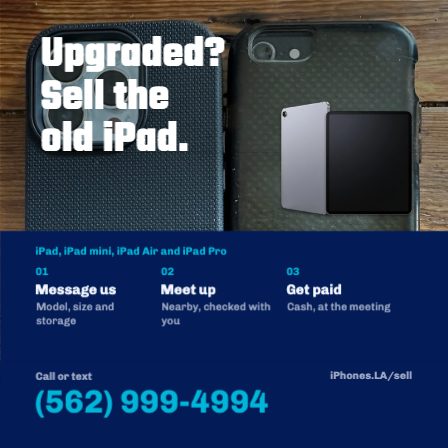 Upgraded?
Sell the
old iPad.
iPad, iPad mini, iPad Air and iPad Pro
01
Message us
Model, size and
storage
02
Meet up
Nearby, checked with
you
03
Get paid
Cash, at the meeting
Call or text
(562) 999-4994
iPhones.LA/sell